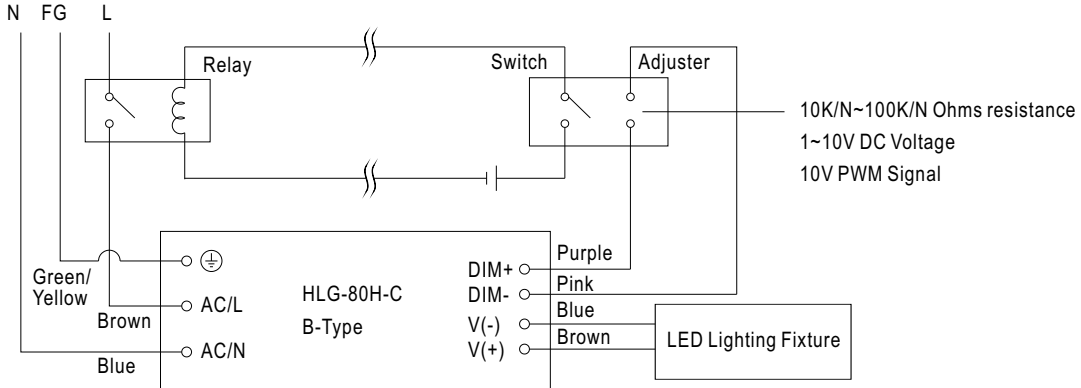 N FG L
Relay
Switch
Adjuster
10K/N~100K/N Ohms resistance
1~10V DC Voltage
10V PWM Signal
Green/
Yellow
Brown
Blue
AC/L
AC/N
HLG-80H-C
B-Type
DIM+
DIM-
V(-)
V(+)
Purple
Pink
Blue
Brown
LED Lighting Fixture